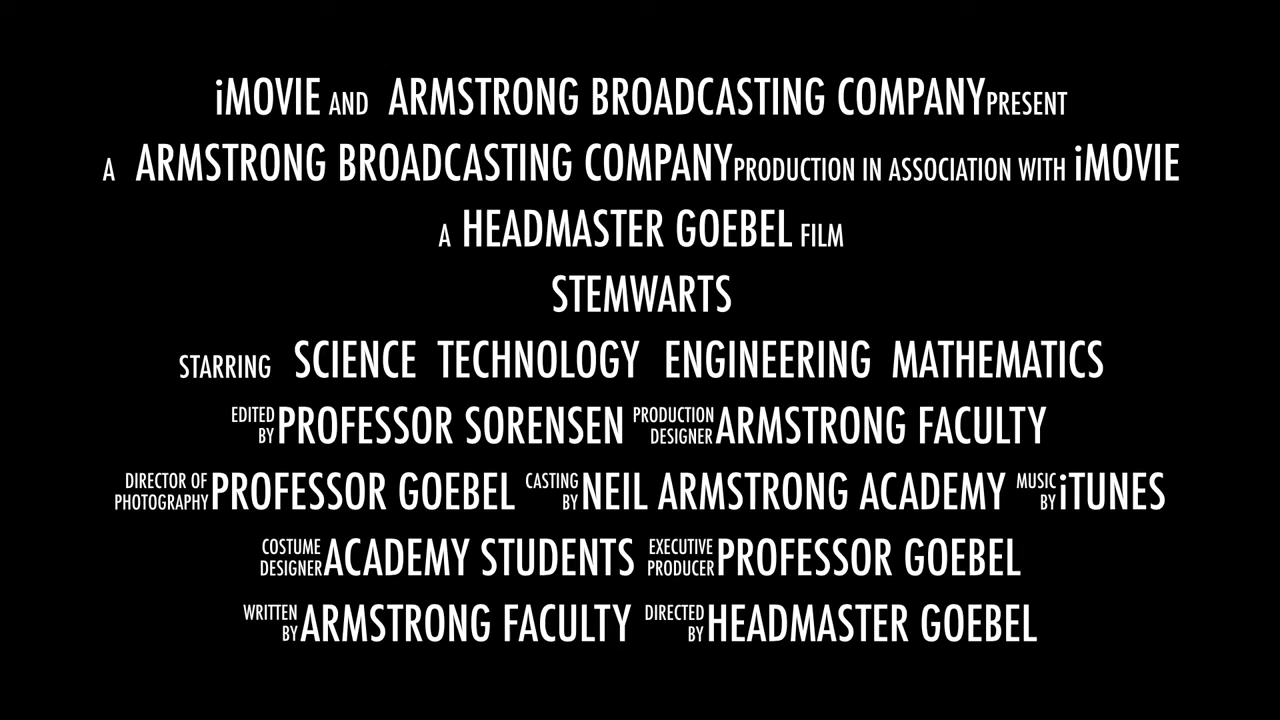 iMOVIE AND ARMSTRONG BROADCASTING COMPANY PRESENT
A ARMSTRONG BROADCASTING COMPANY PRODUCTION IN ASSOCIATION WITH iMOVIE
A HEADMASTER GOEBEL FILM
STEMWARTS
STARRING SCIENCE TECHNOLOGY ENGINEERING MATHEMATICS
EDITED BY PROFESSOR SORENSEN PRODUCTION DESIGNER ARMSTRONG FACULTY
DIRECTOR OF PHOTOGRAPHY PROFESSOR GOEBEL CASTING BY NEIL ARMSTRONG ACADEMY MUSIC BY iTUNES
COSTUME DESIGNER ACADEMY STUDENTS EXECUTIVE PRODUCER PROFESSOR GOEBEL
WRITTEN BY ARMSTRONG FACULTY DIRECTED BY HEADMASTER GOEBEL